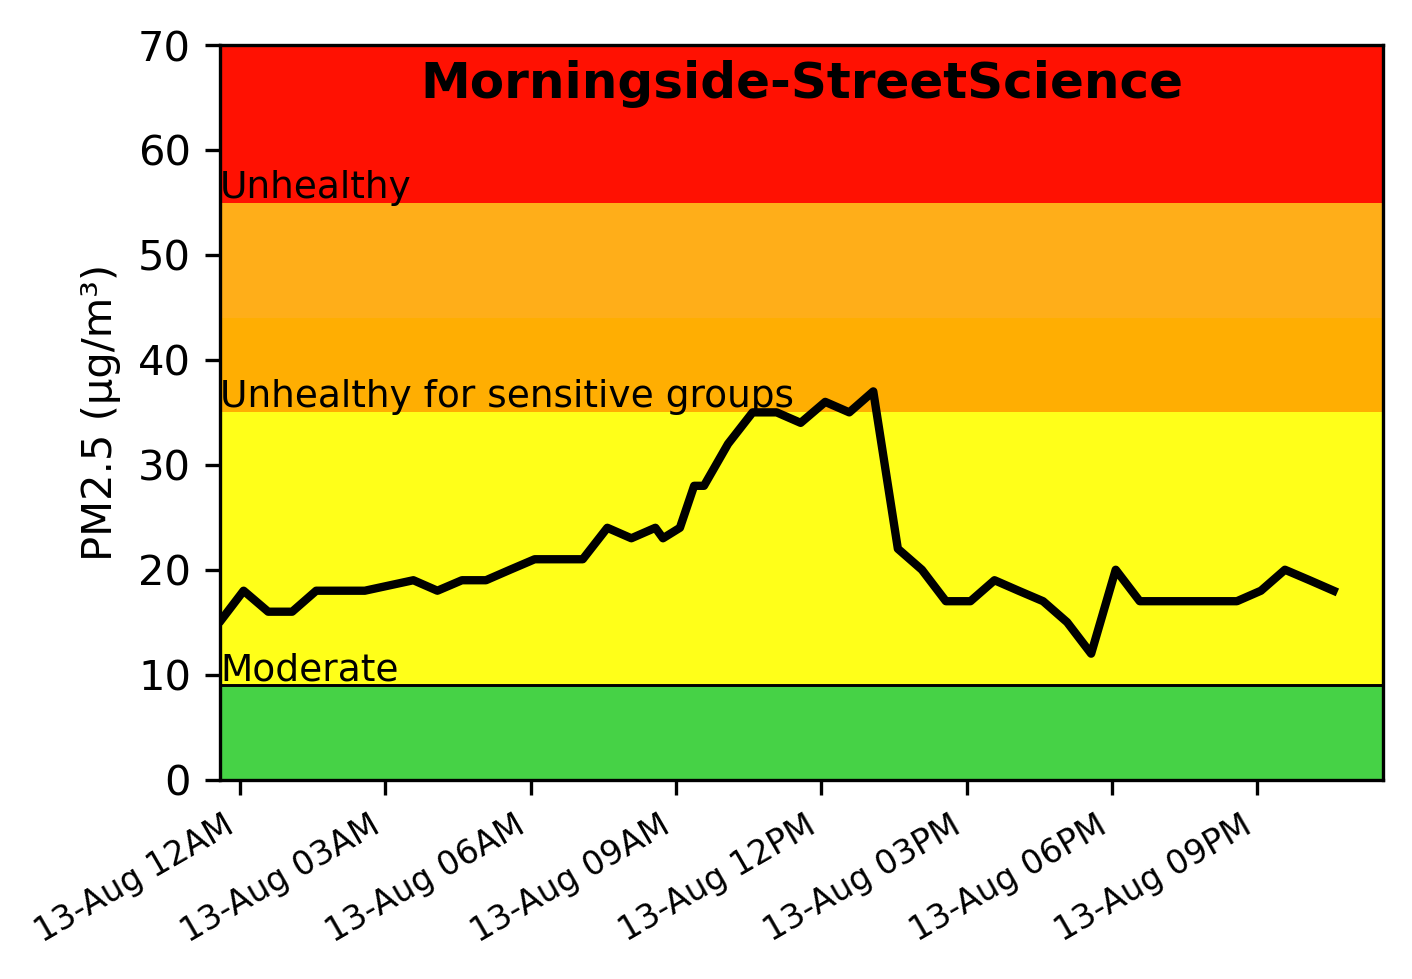 Morningside-StreetScience
PM2.5 (µg/m³)
70
60
50
40
30
20
10
0
Unhealthy
Unhealthy for sensitive groups
Moderate
13-Aug 12AM
13-Aug 03AM
13-Aug 06AM
13-Aug 09AM
13-Aug 12PM
13-Aug 03PM
13-Aug 06PM
13-Aug 09PM